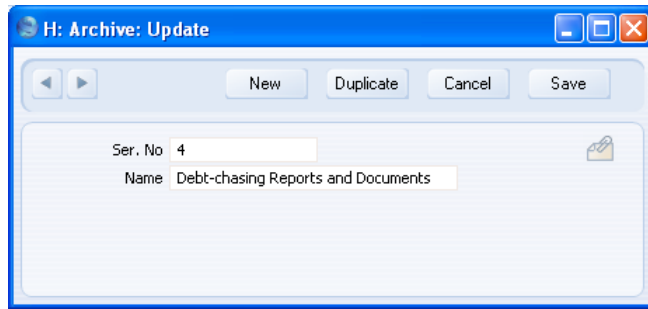 H: Archive: Update
New Duplicate Cancel Save
Ser. No 4
Name Debt-chasing Reports and Documents